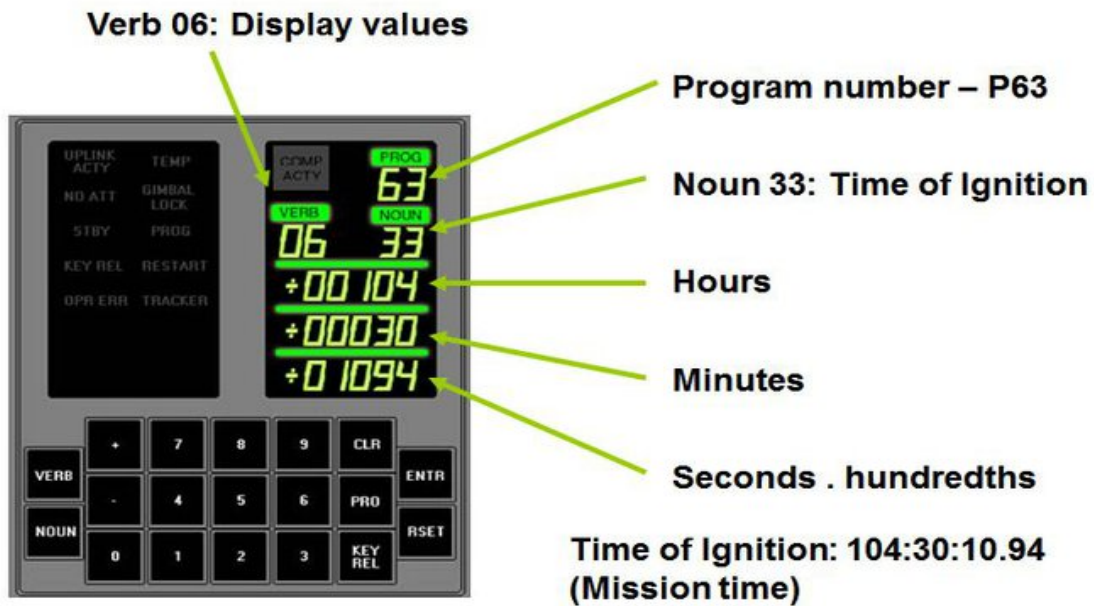 Verb 06: Display values
Program number – P63
Noun 33: Time of Ignition
Hours
Minutes
Seconds . hundredths
Time of Ignition: 104:30:10.94
(Mission time)
UPLINK
ACTY
TEMP
NO ATT
GIMBAL
LOCK
STBY
PROG
KEY REL
RESTART
OPR ERR
TRACKER
COMP
ACTY
PROG
63
VERB
NOUN
06
33
+00104
+00030
+01094
VERB
NOUN
+
7
8
9
CLR
-
4
5
6
PRO
0
1
2
3
KEY
REL
ENTR
RSET